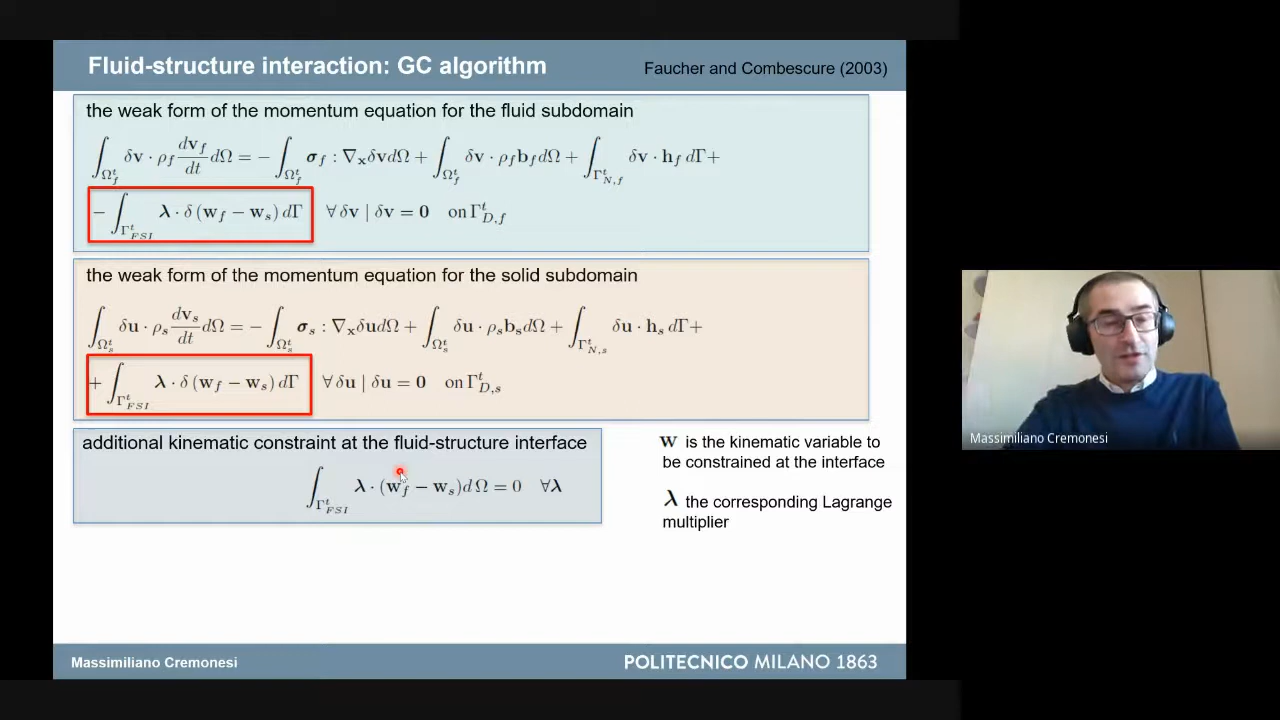 Fluid-structure interaction: GC algorithm
Faucher and Combescure (2003)
the weak form of the momentum equation for the fluid subdomain
∫_{Ω_f^t} δv · ρ_f dv_f/dt dΩ = − ∫_{Ω_f^t} σ_f : ∇_x δv dΩ + ∫_{Ω_f^t} δv · ρ_f b_f dΩ + ∫_{Γ_{N,f}^t} δv · h_f dΓ+
− ∫_{Γ_{FSI}^t} λ · δ (w_f − w_s) dΓ ∀ δv | δv = 0 on Γ_{D,f}^t
the weak form of the momentum equation for the solid subdomain
∫_{Ω_s^t} δu · ρ_s dv_s/dt dΩ = − ∫_{Ω_s^t} σ_s : ∇_x δu dΩ + ∫_{Ω_s^t} δu · ρ_s b_s dΩ + ∫_{Γ_{N,s}^t} δu · h_s dΓ+
+ ∫_{Γ_{FSI}^t} λ · δ (w_f − w_s) dΓ ∀ δu | δu = 0 on Γ_{D,s}^t
additional kinematic constraint at the fluid-structure interface
∫_{Γ_{FSI}^t} λ · (w_f − w_s) d Ω = 0 ∀λ
w is the kinematic variable to
be constrained at the interface
λ the corresponding Lagrange
multiplier
Massimiliano Cremonesi
POLITECNICO MILANO 1863
Massimiliano Cremonesi